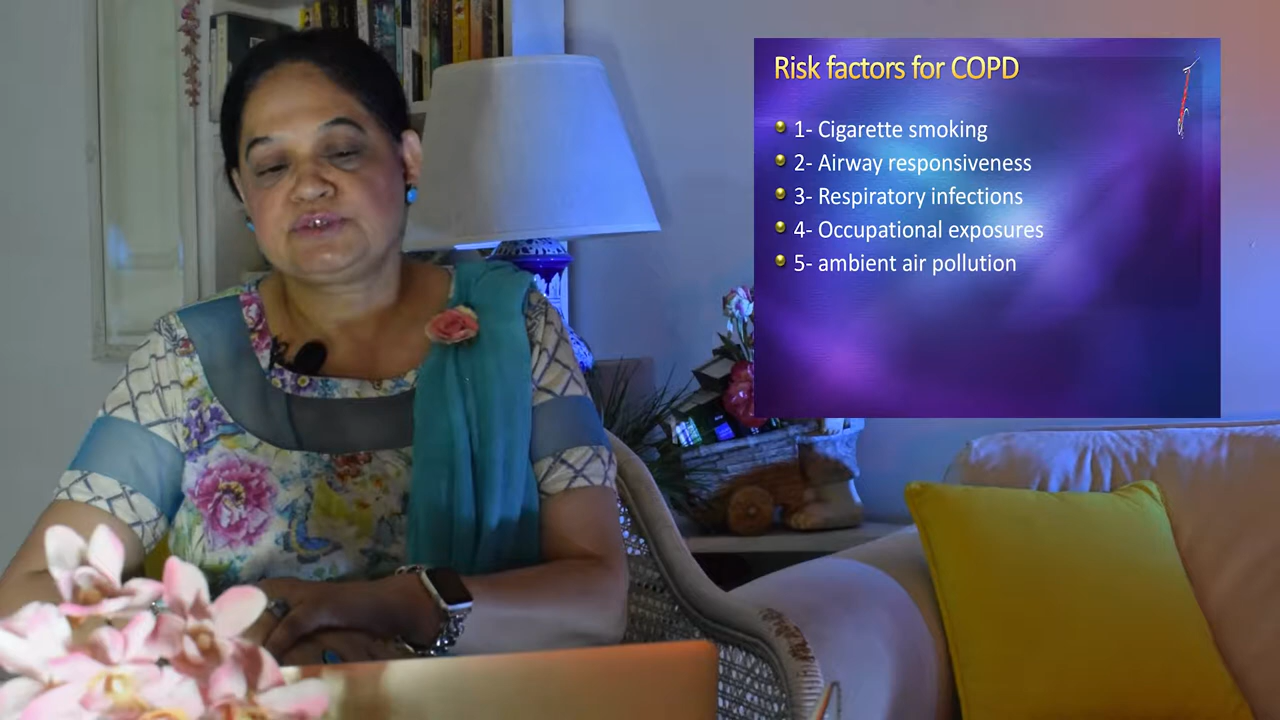 Risk factors for COPD
1- Cigarette smoking
2- Airway responsiveness
3- Respiratory infections
4- Occupational exposures
5- ambient air pollution